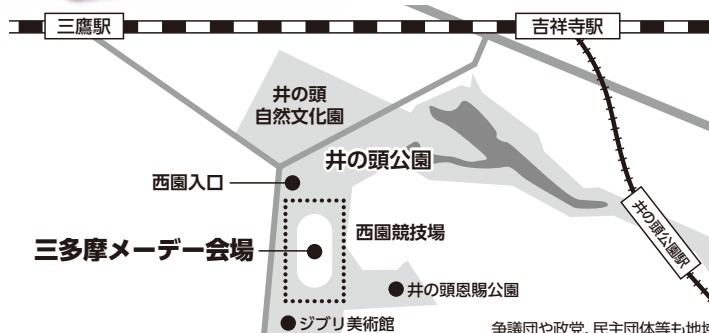 三鷹駅
吉祥寺駅
井の頭
自然文化園
井の頭公園
西園入口
井の頭公園駅
西園競技場
三多摩メーデー会場
井の頭恩賜公園
ジブリ美術館